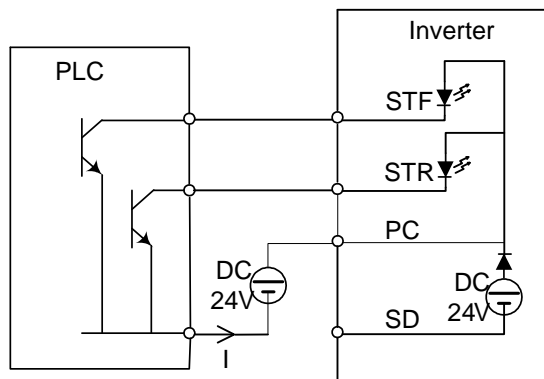 Inverter
PLC
STF
STR
PC
DC
24V
DC
24V
SD
I